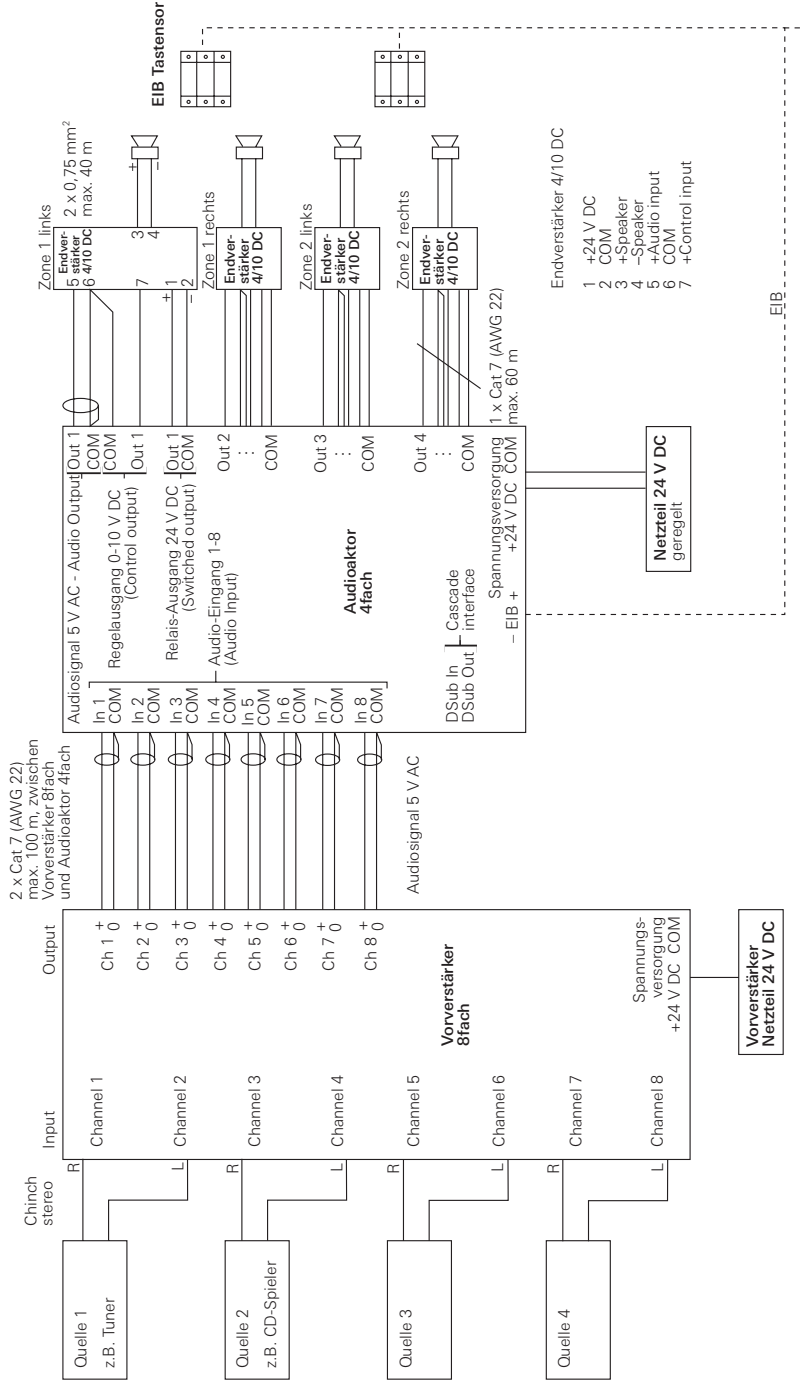 Chinch
stereo
Quelle 1
z.B. Tuner
Quelle 2
z.B. CD-Spieler
Quelle 3
Quelle 4
R
L
R
L
R
L
R
L
Input
Channel 1
Channel 2
Channel 3
Channel 4
Channel 5
Channel 6
Channel 7
Channel 8
Vorverstärker
8fach
Output
Ch 1 +
0
Ch 2 +
0
Ch 3 +
0
Ch 4 +
0
Ch 5 +
0
Ch 6 +
0
Ch 7 +
0
Ch 8 +
0
Spannungs-
versorgung
+24 V DC COM
Vorverstärker
Netzteil 24 V DC
2 x Cat 7 (AWG 22)
max. 100 m, zwischen
Vorverstärker 8fach
und Audioaktor 4fach
Audiosignal 5 V AC
In 1
COM
In 2
COM
In 3
COM
In 4
COM
In 5
COM
In 6
COM
In 7
COM
In 8
COM
Audiosignal 5 V AC - Audio Output
Regelausgang 0-10 V DC
(Control output)
Relais-Ausgang 24 V DC
(Switched output)
Audio-Eingang 1-8
(Audio Input)
Audioaktor
4fach
DSub In
DSub Out
Cascade
interface
Out 1
COM
COM
Out 1
Out 1
COM
Out 2
:
COM
Out 3
:
COM
Out 4
:
COM
Spannungsversorgung
+24 V DC COM
– EIB +
Netzteil 24 V DC
geregelt
1 x Cat 7 (AWG 22)
max. 60 m
Zone 1 links
5
6
7
+ 1
– 2
Endver-
stärker
4/10 DC
3
4
2 x 0,75 mm²
max. 40 m
+
–
Zone 1 rechts
Endver-
stärker
4/10 DC
Zone 2 links
Endver-
stärker
4/10 DC
Zone 2 rechts
Endver-
stärker
4/10 DC
EIB Tastensor
Endverstärker 4/10 DC
1 +24 V DC
2 COM
3 +Speaker
4 –Speaker
5 +Audio input
6 COM
7 +Control input
EIB